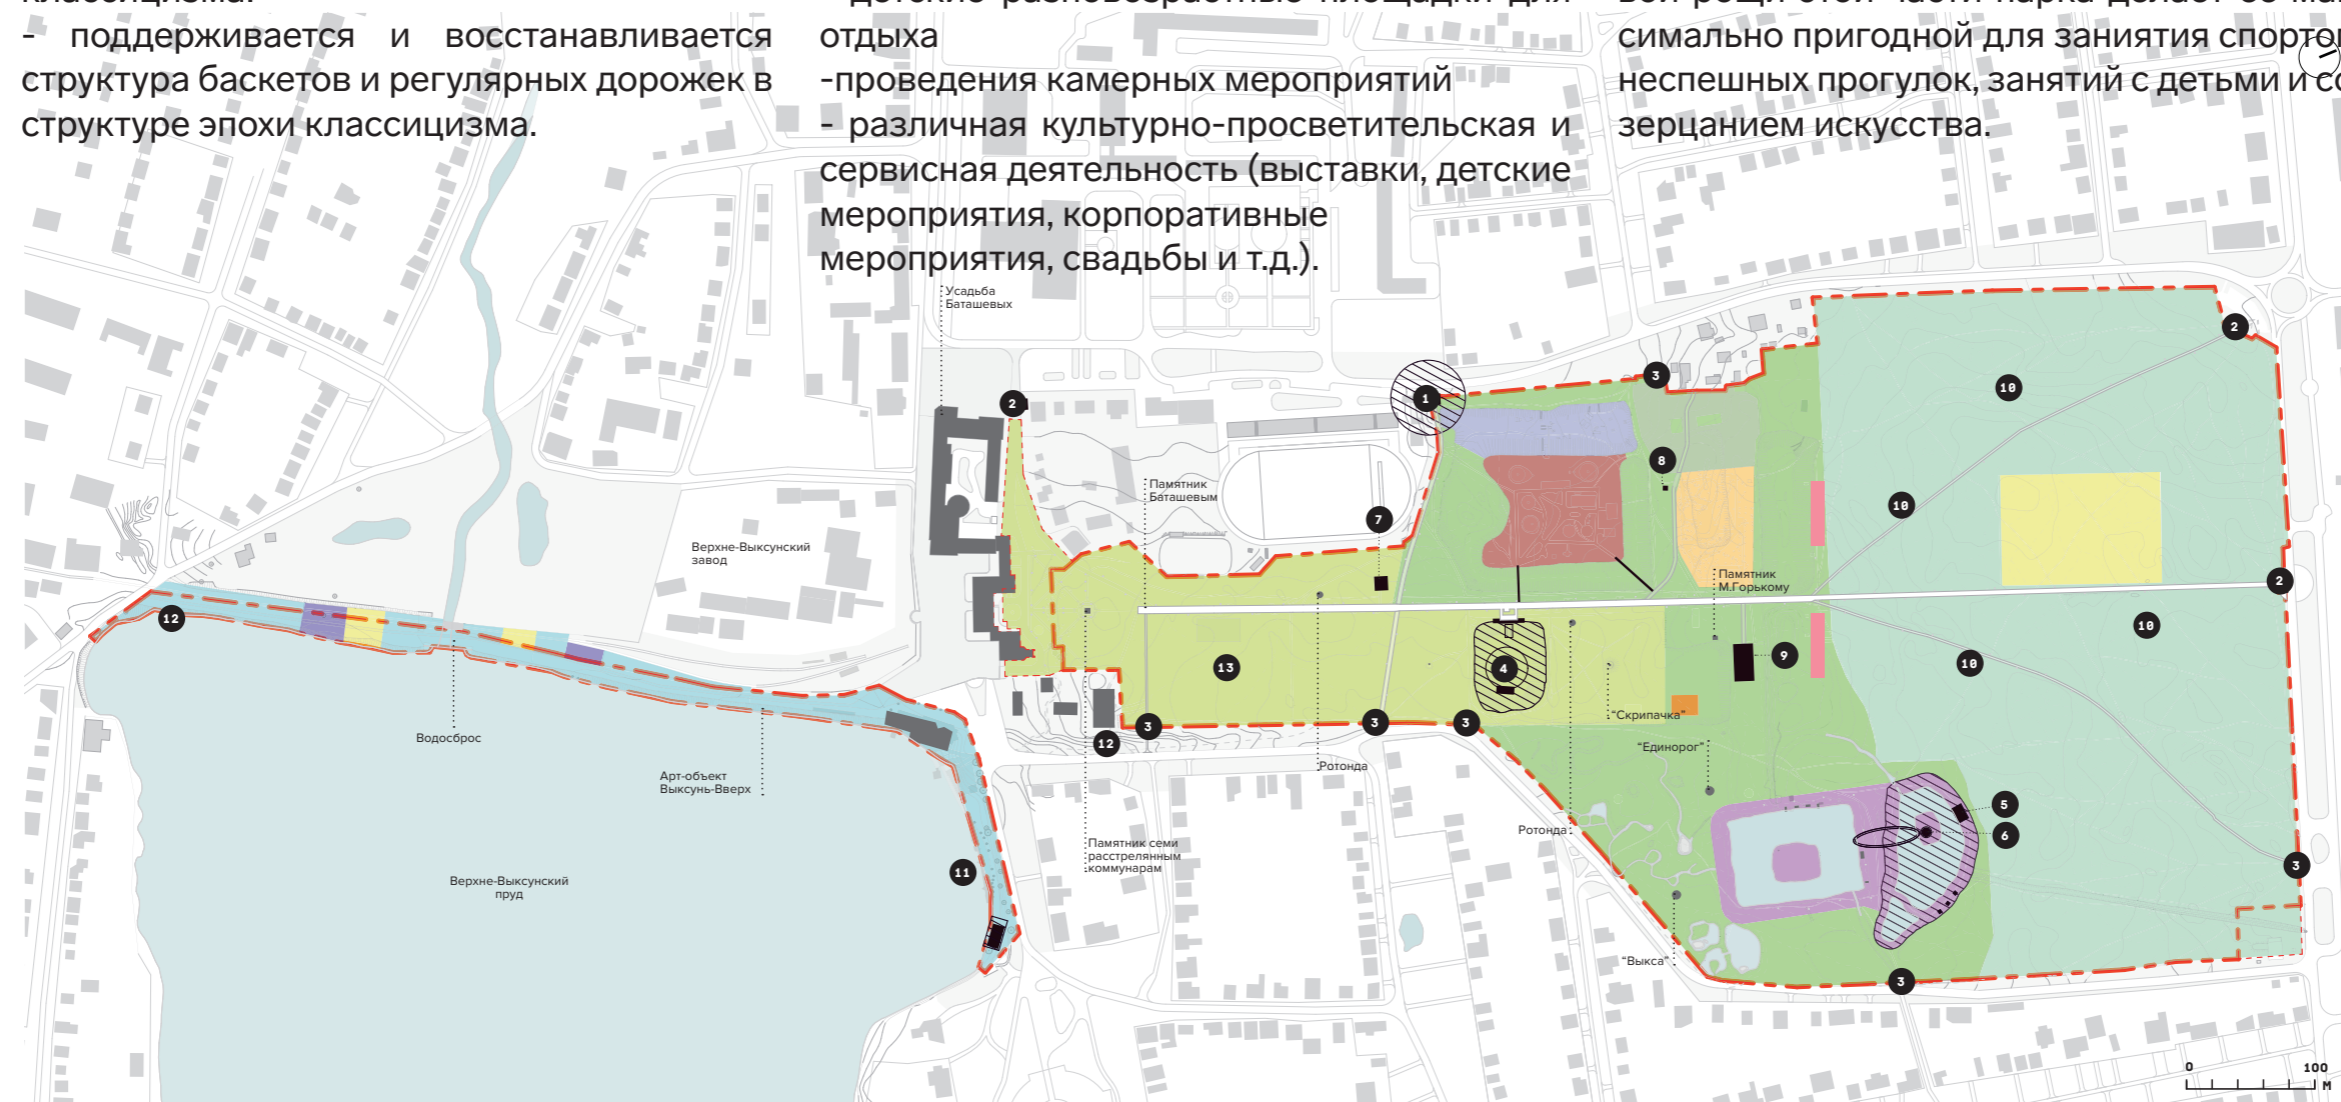 - поддерживается и восстанавливается
структура баскетов и регулярных дорожек в
структуре эпохи классицизма.
отдыха
-проведения камерных мероприятий
- различная культурно-просветительская и
сервисная деятельность (выставки, детские
мероприятия, корпоративные
мероприятия, свадьбы и т.д.).
симально пригодной для заниятия спортом
неспешных прогулок, занятий с детьми и со
зерцанием искусства.
Усадьба
Баташевых
2
1
3
2
10
8
Памятник
Баташевым
7
10
Верхне-Выксунский
завод
Памятник
М.Горькому
2
12
10
13
4
9
10
"Скрипачка"
3
3
3
12
Водосброс
"Единорог"
Ротонда
Арт-объект
Выксунь-Вверх
5
6
Ротонда
Памятник семи
расстрелянным
коммунарам
3
11
Верхне-Выксунский
пруд
"Выкса"
3
0 100
М